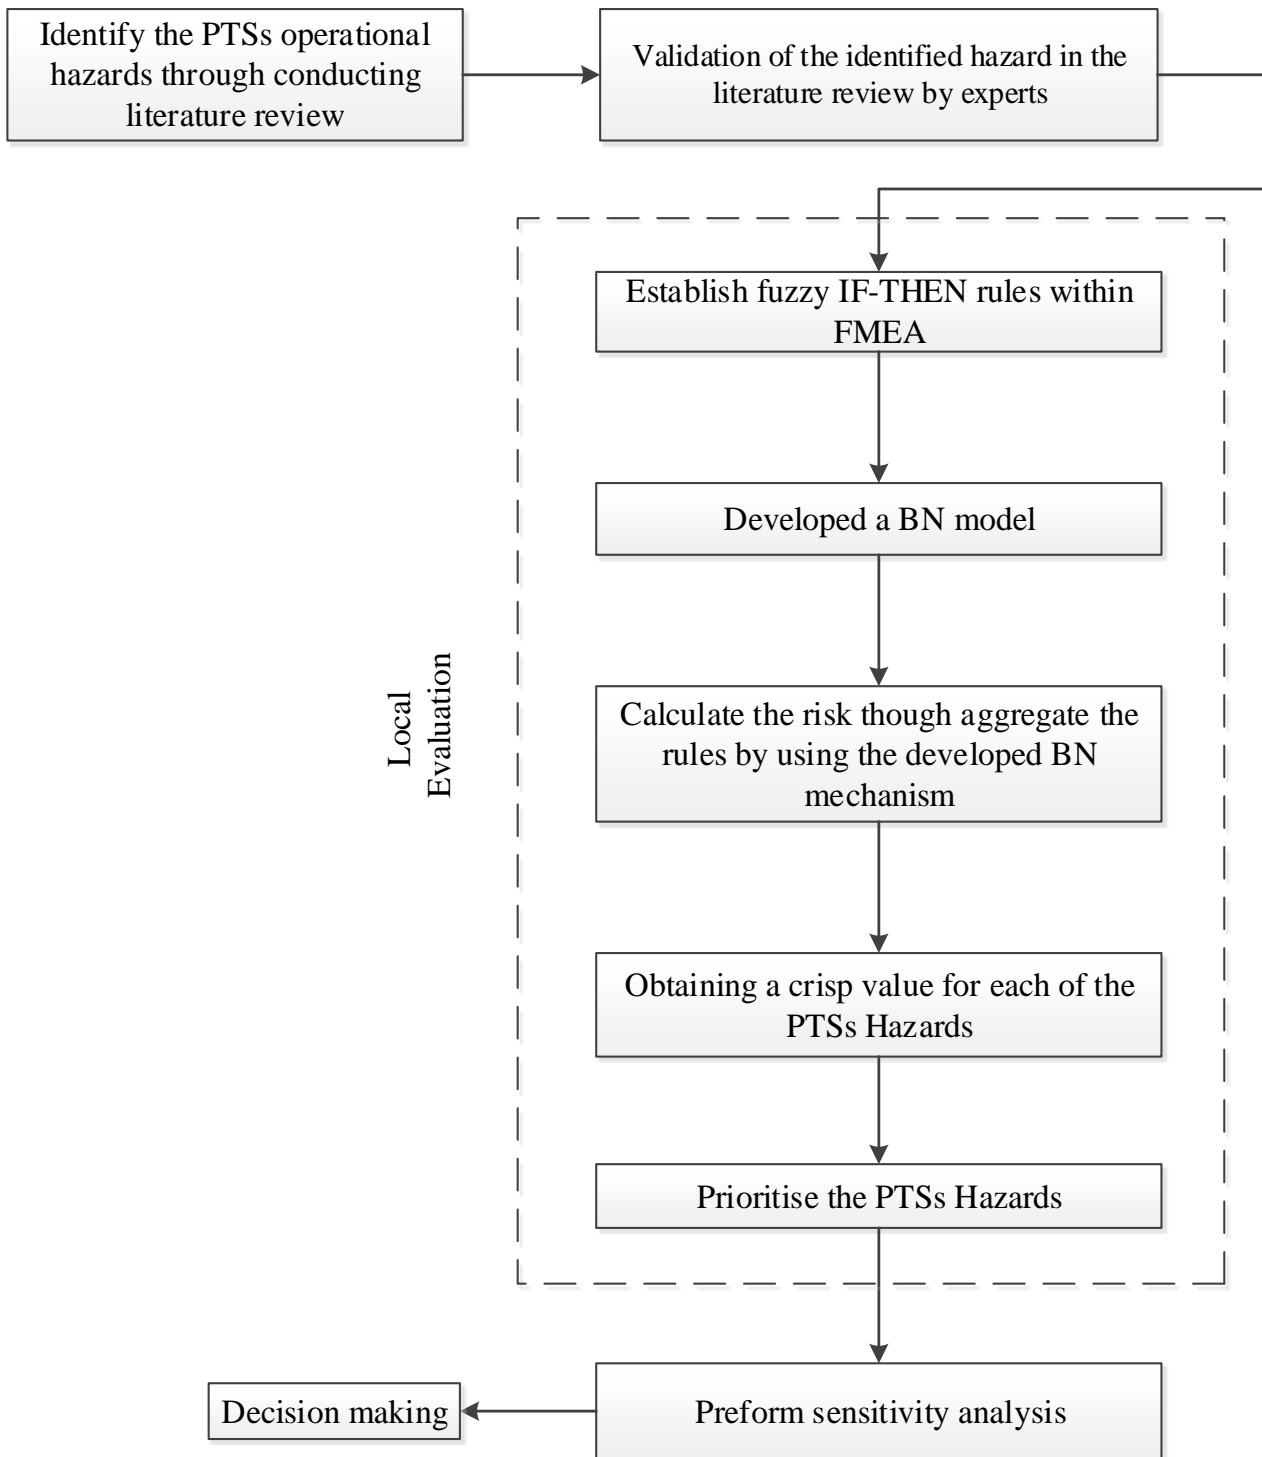 Identify the PTSs operational
hazards through conducting
literature review
Validation of the identified hazard in the
literature review by experts
Establish fuzzy IF-THEN rules within
FMEA
Developed a BN model
Local
Evaluation
Calculate the risk though aggregate the
rules by using the developed BN
mechanism
Obtaining a crisp value for each of the
PTSs Hazards
Prioritise the PTSs Hazards
Decision making
Preform sensitivity analysis